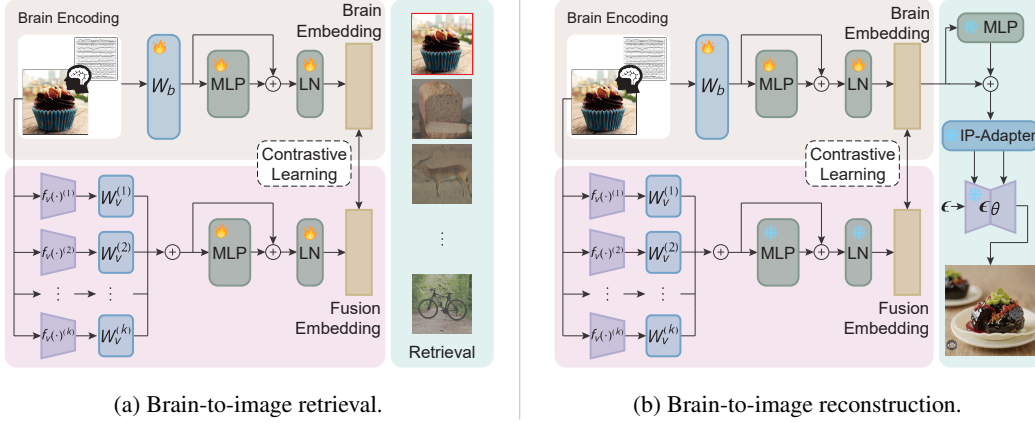 Brain Encoding
Brain
Embedding
W_b
MLP
+
LN
Contrastive
Learning
f_v(·)^(1)
W_v^(1)
f_v(·)^(2)
W_v^(2)
+
MLP
+
LN
⋮
⋮
...
f_v(·)^(k)
W_v^(k)
Fusion
Embedding
⋮
Retrieval
(a) Brain-to-image retrieval.
Brain Encoding
Brain
Embedding
W_b
MLP
+
LN
Contrastive
Learning
f_v(·)^(1)
W_v^(1)
f_v(·)^(2)
W_v^(2)
+
MLP
+
LN
⋮
⋮
...
f_v(·)^(k)
W_v^(k)
Fusion
Embedding
MLP
+
IP-Adapter
ϵ
ϵ_θ
(b) Brain-to-image reconstruction.